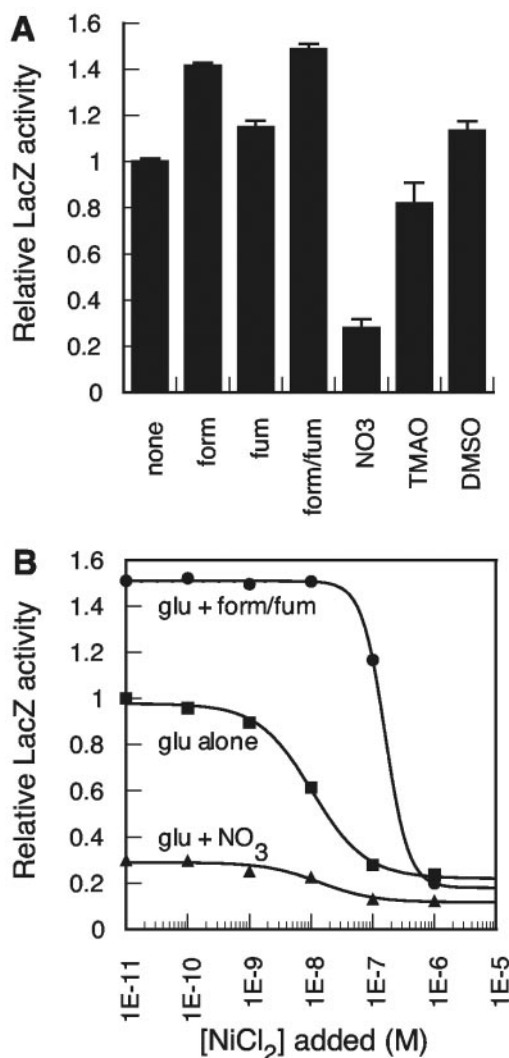 A
Relative LacZ activity
1.6
1.4
1.2
1
0.8
0.6
0.4
0.2
0
none
form
fum
form/fum
NO3
TMAO
DMSO
B
Relative LacZ activity
1.6
1.4
1.2
1
0.8
0.6
0.4
0.2
0
glu + form/fum
glu alone
glu + NO3
1E-11
1E-10
1E-9
1E-8
1E-7
1E-6
1E-5
[NiCl2] added (M)